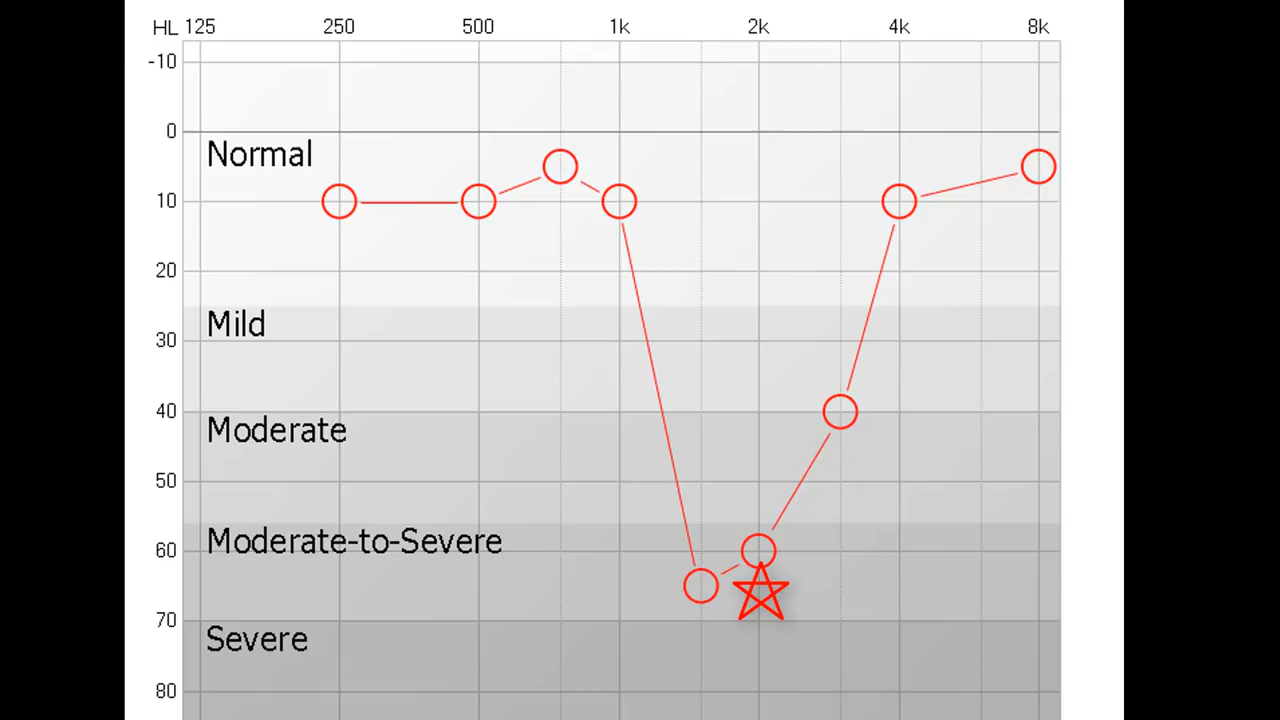 HL 125 250 500 1k 2k 4k 8k
-10
0
Normal
10
20
Mild
30
40
Moderate
50
Moderate-to-Severe
60
70
Severe
80